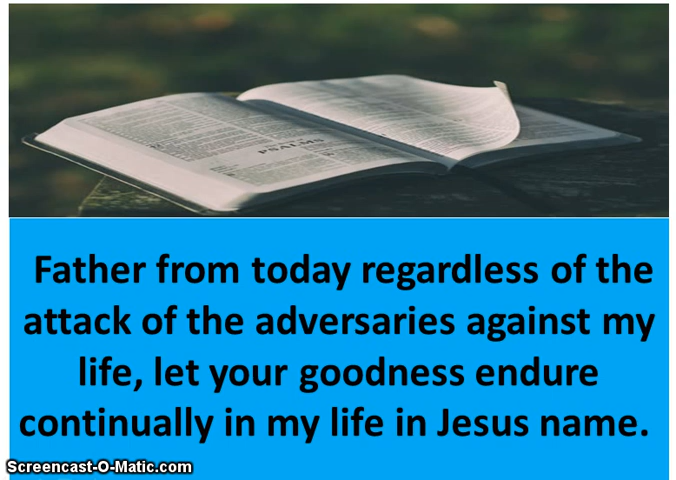 PSALMS
Father from today regardless of the
attack of the adversaries against my
life, let your goodness endure
continually in my life in Jesus name.
Screencast-O-Matic.com